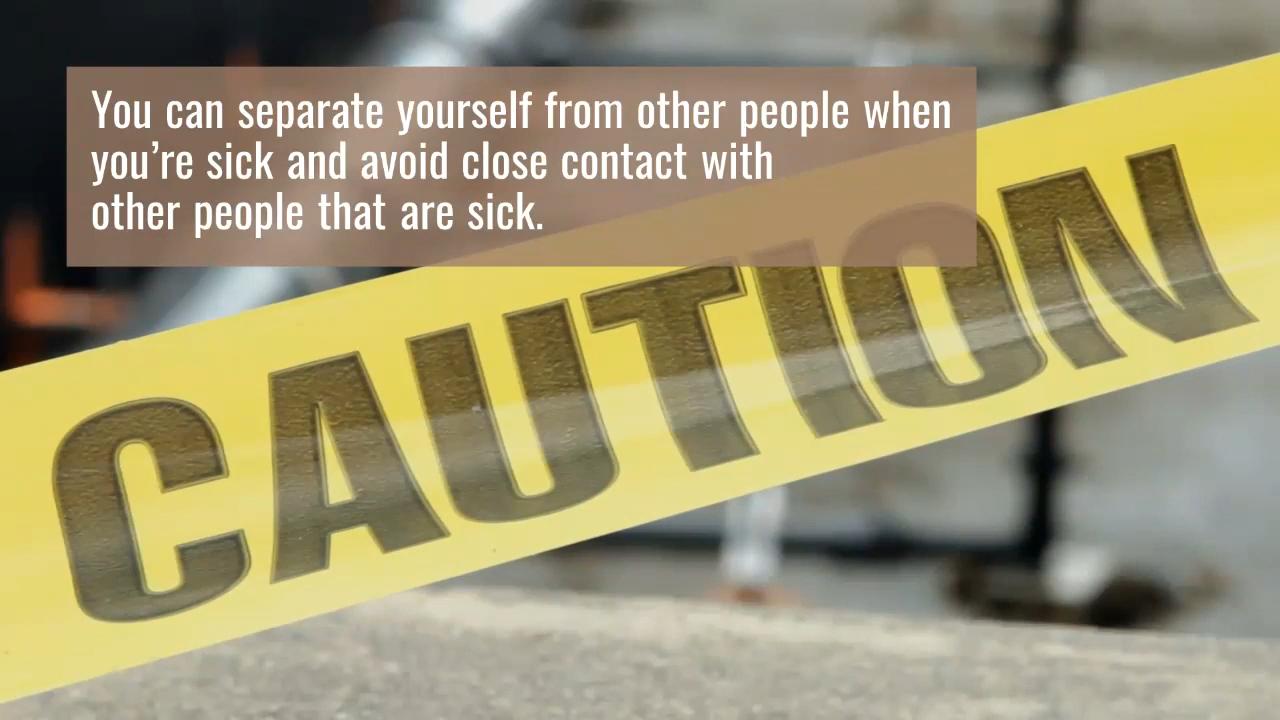 You can separate yourself from other people when
you’re sick and avoid close contact with
other people that are sick.
CAUTION